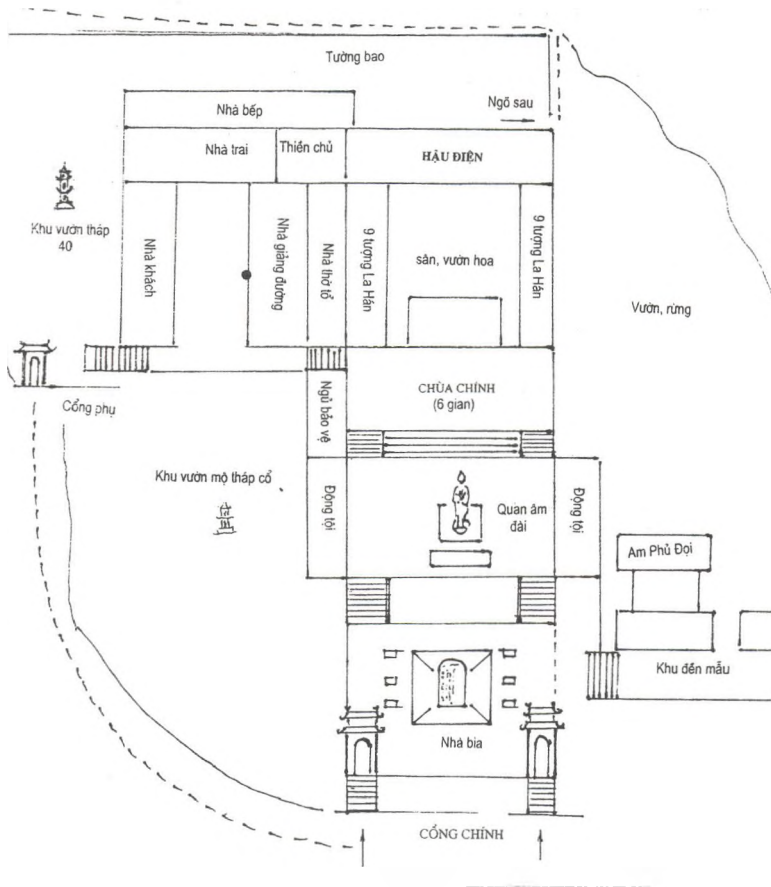 Tường bao
Nhà bếp
Ngõ sau
Nhà trai
Thiền chủ
HẬU ĐIỆN
Khu vườn tháp
40
Nhà khách
Nhà giảng đường
Nhà thờ tổ
9 tượng La Hán
sân, vườn hoa
9 tượng La Hán
Vườn, rừng
Cổng phụ
CHÙA CHÍNH
(6 gian)
Ngủ bảo vệ
Khu vườn mộ tháp cổ
Động tội
Quan âm
đài
Động tội
Am Phủ Đọi
Khu đền mẫu
Nhà bia
CỔNG CHÍNH